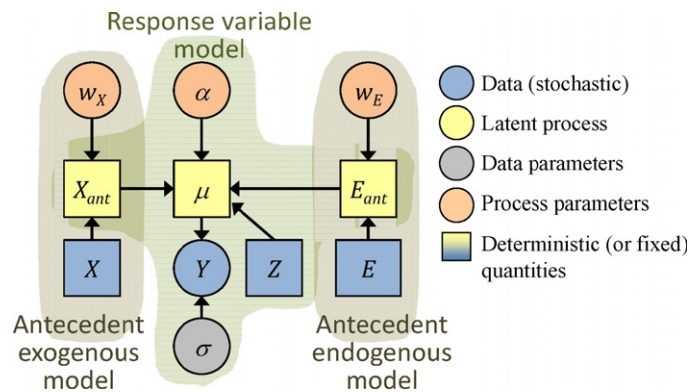 Response variable
model
w_X
α
w_E
X_ant
μ
E_ant
X
Y
Z
E
σ
Antecedent
exogenous
model
Antecedent
endogenous
model
Data (stochastic)
Latent process
Data parameters
Process parameters
Deterministic (or fixed)
quantities